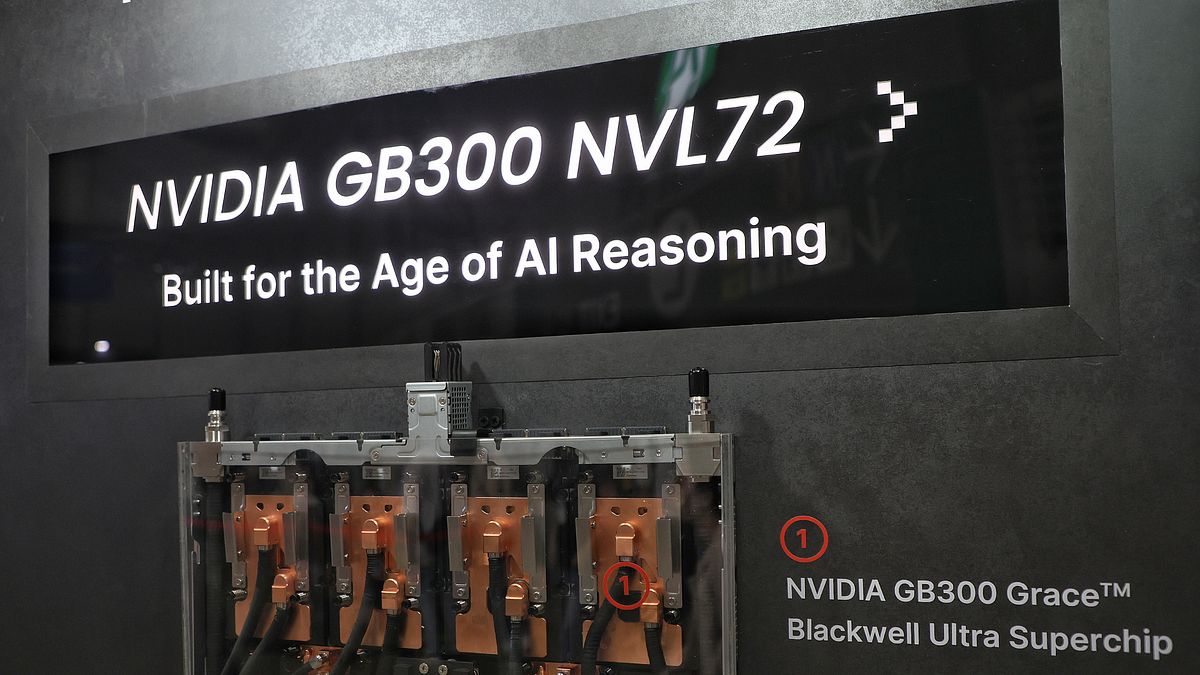 NVIDIA GB300 NVL72
Built for the Age of AI Reasoning
1
1
NVIDIA GB300 Grace™
Blackwell Ultra Superchip